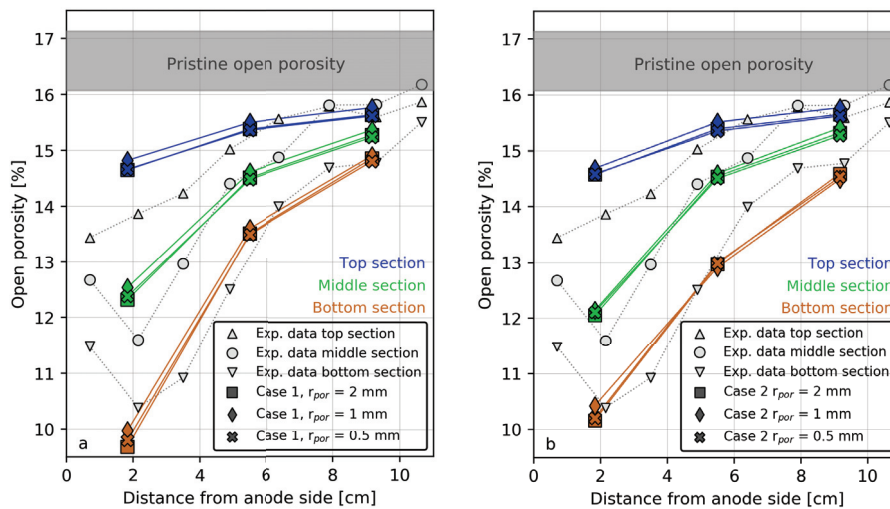 17
16
15
14
13
12
11
10
Open porosity [%]
Pristine open porosity
Top section
Middle section
Bottom section
Exp. data top section
Exp. data middle section
Exp. data bottom section
Case 1, r_por = 2 mm
Case 1, r_por = 1 mm
Case 1, r_por = 0.5 mm
a
0 2 4 6 8 10
Distance from anode side [cm]
17
16
15
14
13
12
11
10
Open porosity [%]
Pristine open porosity
Top section
Middle section
Bottom section
Exp. data top section
Exp. data middle section
Exp. data bottom section
Case 2 r_por = 2 mm
Case 2 r_por = 1 mm
Case 2 r_por = 0.5 mm
b
0 2 4 6 8 10
Distance from anode side [cm]